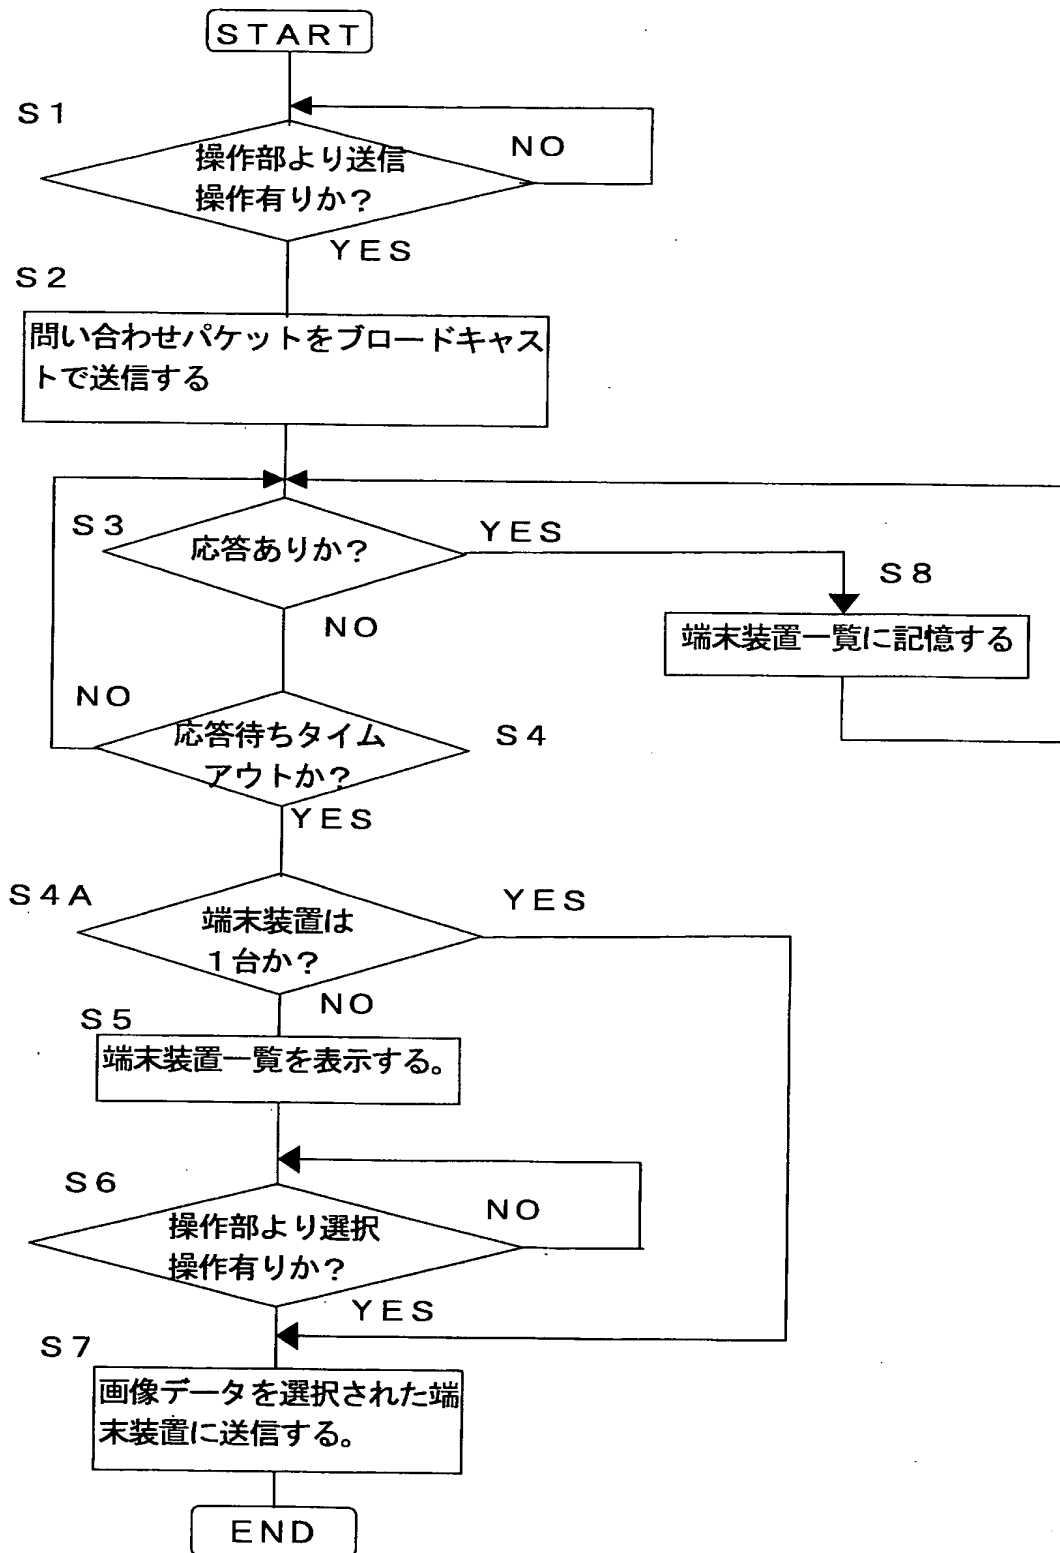 START
S1
操作部より送信
操作有りか?
NO
YES
S2
問い合わせパケットをブロードキャス
トで送信する
S3
応答ありか?
YES
S8
NO
端末装置一覧に記憶する
NO
応答待ちタイム
アウトか?
S4
YES
S4A
端末装置は
1台か?
YES
NO
S5
端末装置一覧を表示する。
S6
操作部より選択
操作有りか?
NO
YES
S7
画像データを選択された端
末装置に送信する。
END